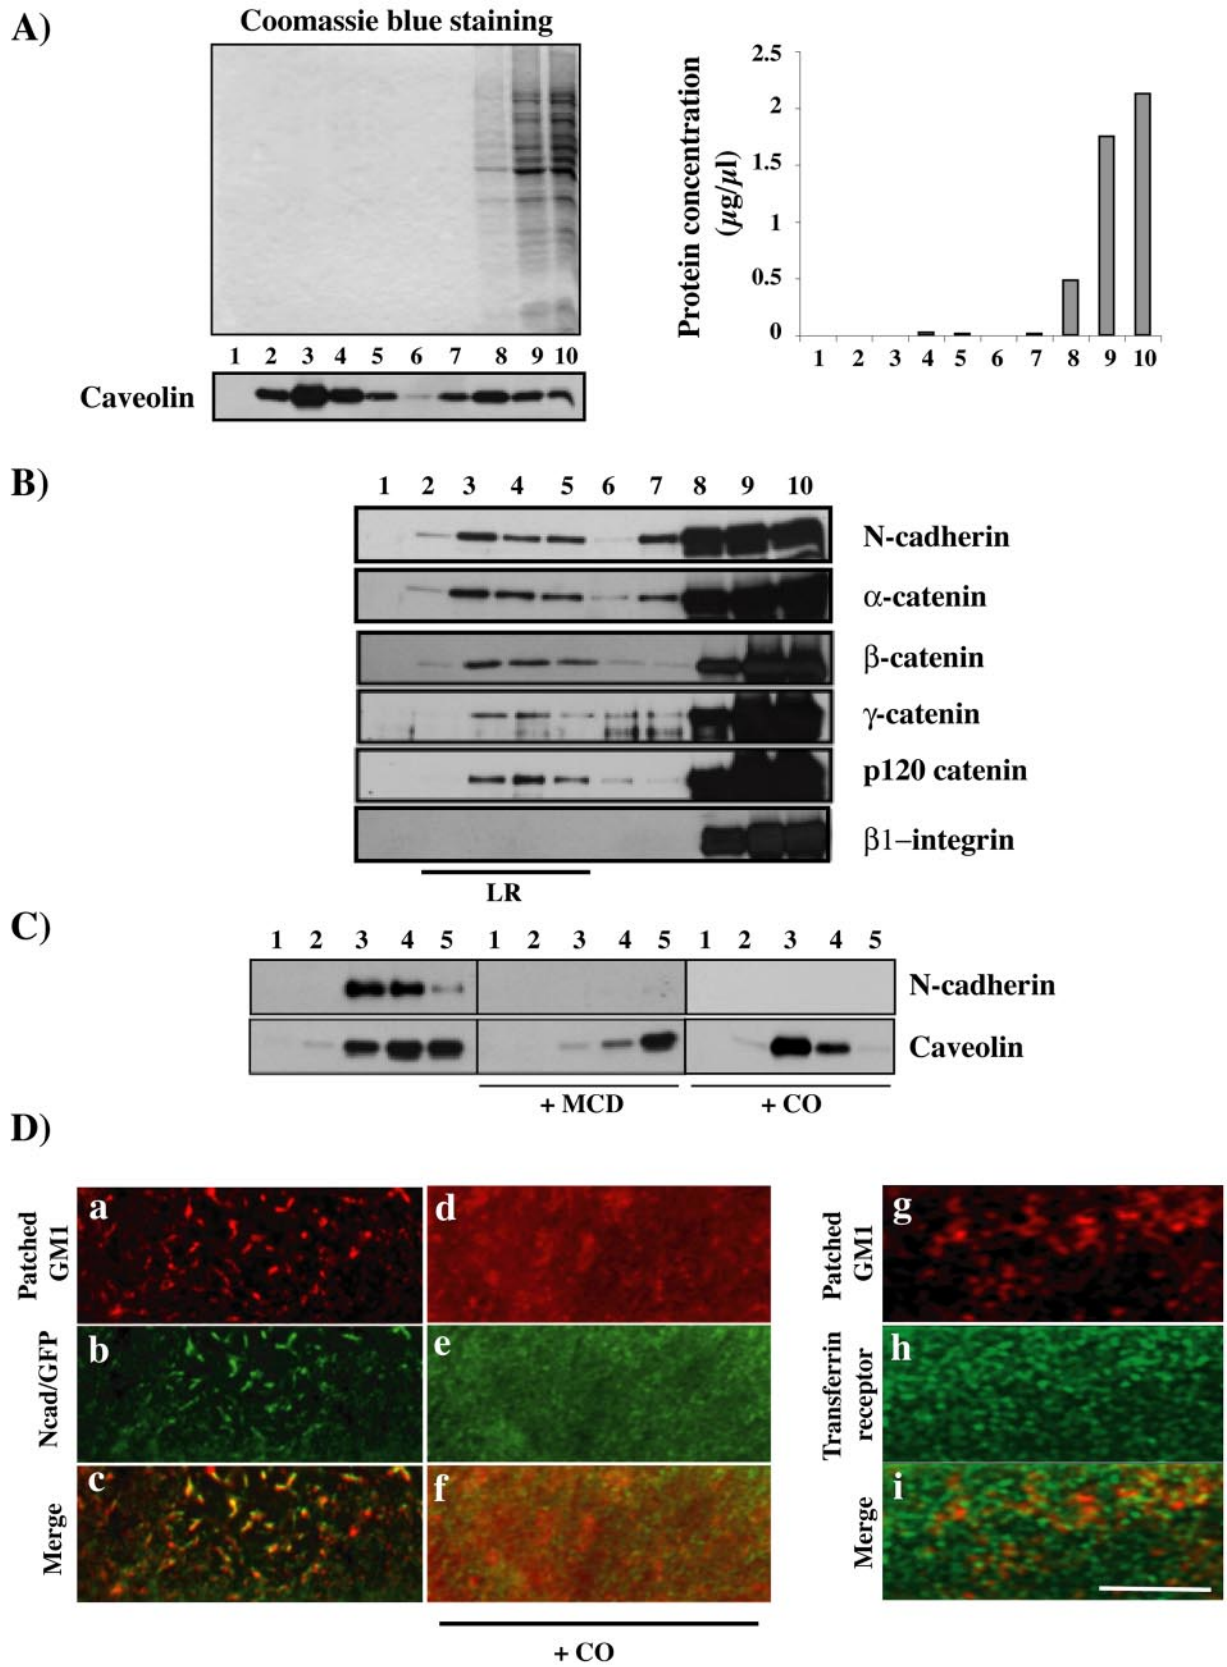 A)
Coomassie blue staining
1 2 3 4 5 6 7 8 9 10
Caveolin
Protein concentration
(µg/µl)
2.5
2
1.5
1
0.5
0
1 2 3 4 5 6 7 8 9 10
B)
1 2 3 4 5 6 7 8 9 10
N-cadherin
α-catenin
β-catenin
γ-catenin
p120 catenin
β1–integrin
LR
C)
1 2 3 4 5 1 2 3 4 5 1 2 3 4 5
N-cadherin
Caveolin
+ MCD
+ CO
D)
Patched
GM1
a
d
Ncad/GFP
b
e
Merge
c
f
+ CO
Patched
GM1
g
Transferrin
receptor
h
Merge
i